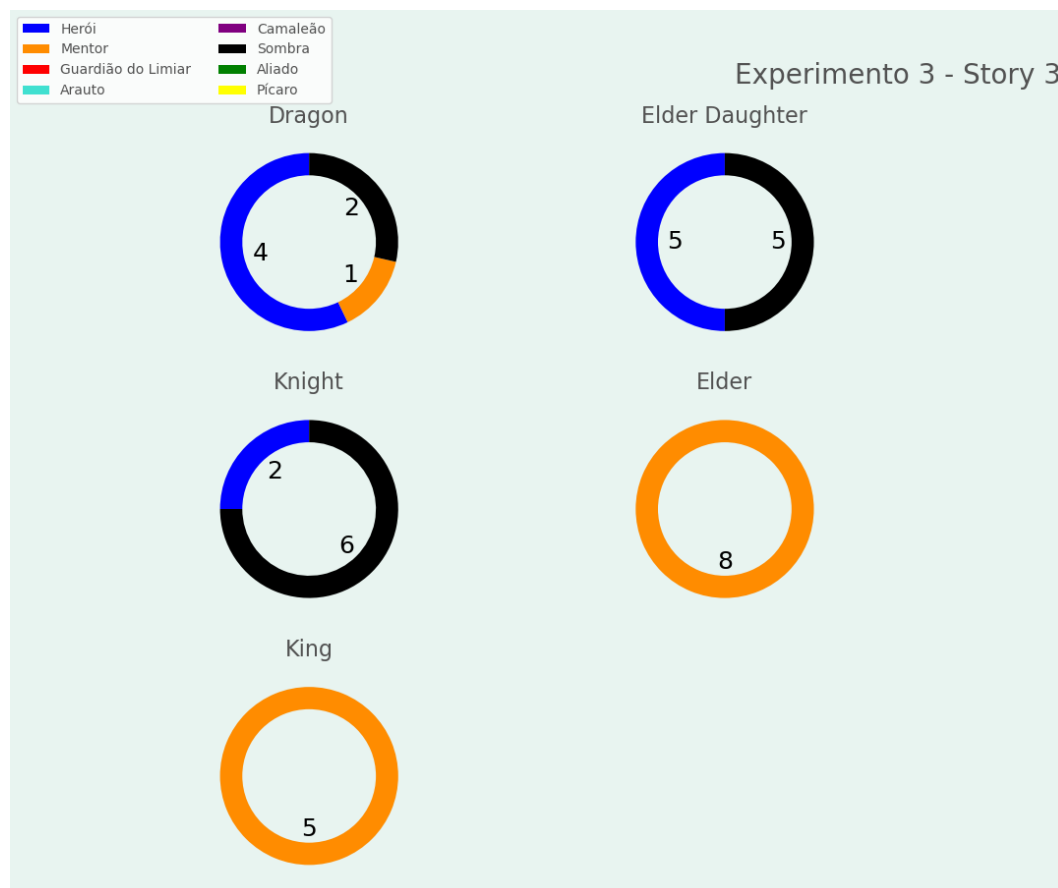 Herói
Mentor
Guardião do Limiar
Arauto
Camaleão
Sombra
Aliado
Pícaro
Experimento 3 - Story 3
Dragon
2
4
1
Elder Daughter
5
5
Knight
2
6
Elder
8
King
5